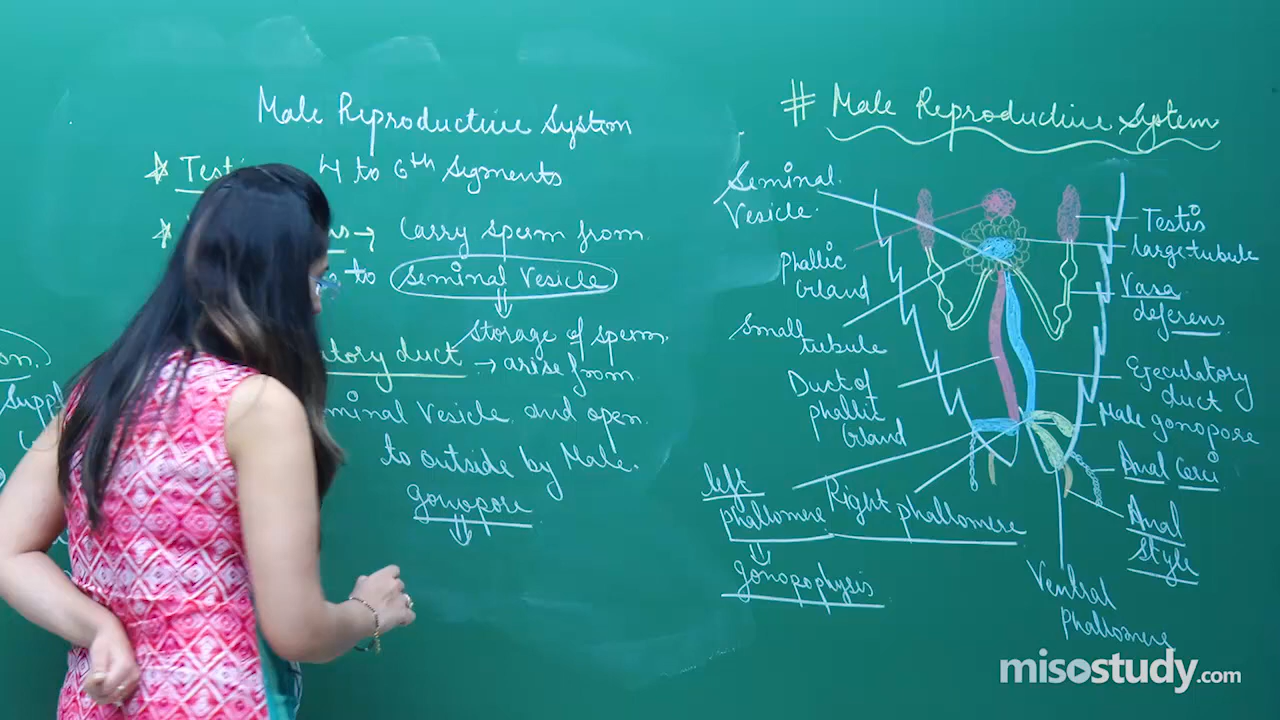 Male Reproductive System
4 to 6th Segments
→ Carry sperm from
to Seminal Vesicle
Storage of sperm.
duct → arise from
Vesicle and open
to outside by Male.
gonopore
# Male Reproductive System
Seminal
Vesicle.
Phallic
Gland
Small
tubule
Duct of
phallic
Gland
left
phallomere
Right phallomere
gonopophysis
Testis
large tubule
Vasa
deferens
Ejeculatory
duct
Male gonopore
Anal Cerci
Anal
Style
Ventral
phallomere
misostudy.com